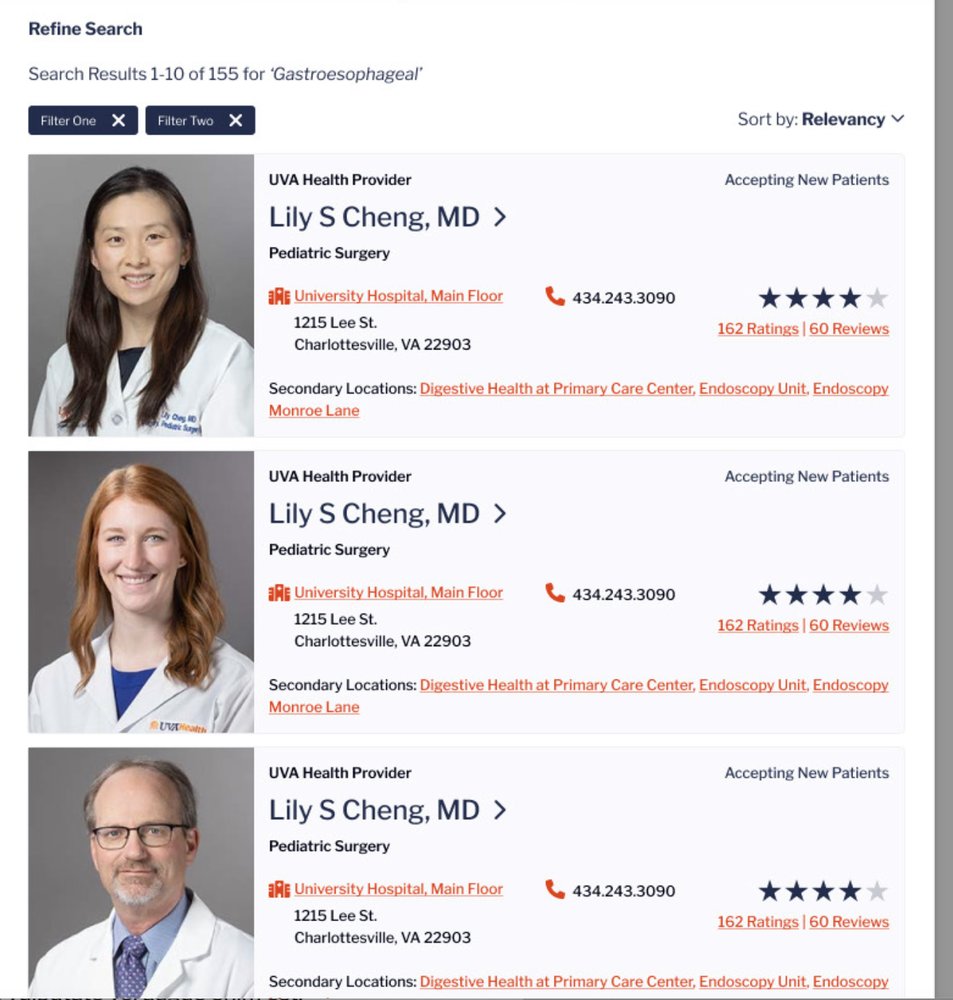 Refine Search
Search Results 1-10 of 155 for ‘Gastroesophageal’
Filter One
Filter Two
Sort by: Relevancy
UVA Health Provider
Accepting New Patients
Lily S Cheng, MD
Pediatric Surgery
University Hospital, Main Floor
434.243.3090
1215 Lee St.
162 Ratings | 60 Reviews
Charlottesville, VA 22903
Secondary Locations: Digestive Health at Primary Care Center, Endoscopy Unit, Endoscopy
Monroe Lane
Lily Cheng, MD
Pediatric Surgery
UVA Health Provider
Accepting New Patients
Lily S Cheng, MD
Pediatric Surgery
University Hospital, Main Floor
434.243.3090
1215 Lee St.
162 Ratings | 60 Reviews
Charlottesville, VA 22903
Secondary Locations: Digestive Health at Primary Care Center, Endoscopy Unit, Endoscopy
Monroe Lane
UVAHealth
UVA Health Provider
Accepting New Patients
Lily S Cheng, MD
Pediatric Surgery
University Hospital, Main Floor
434.243.3090
1215 Lee St.
162 Ratings | 60 Reviews
Charlottesville, VA 22903
Secondary Locations: Digestive Health at Primary Care Center, Endoscopy Unit, Endoscopy